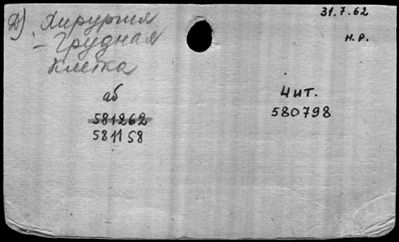 Д) Хирургия
31.7.62
– Грудная
Н.Р.
клетка
аб
Чит.
581262
580798
581158